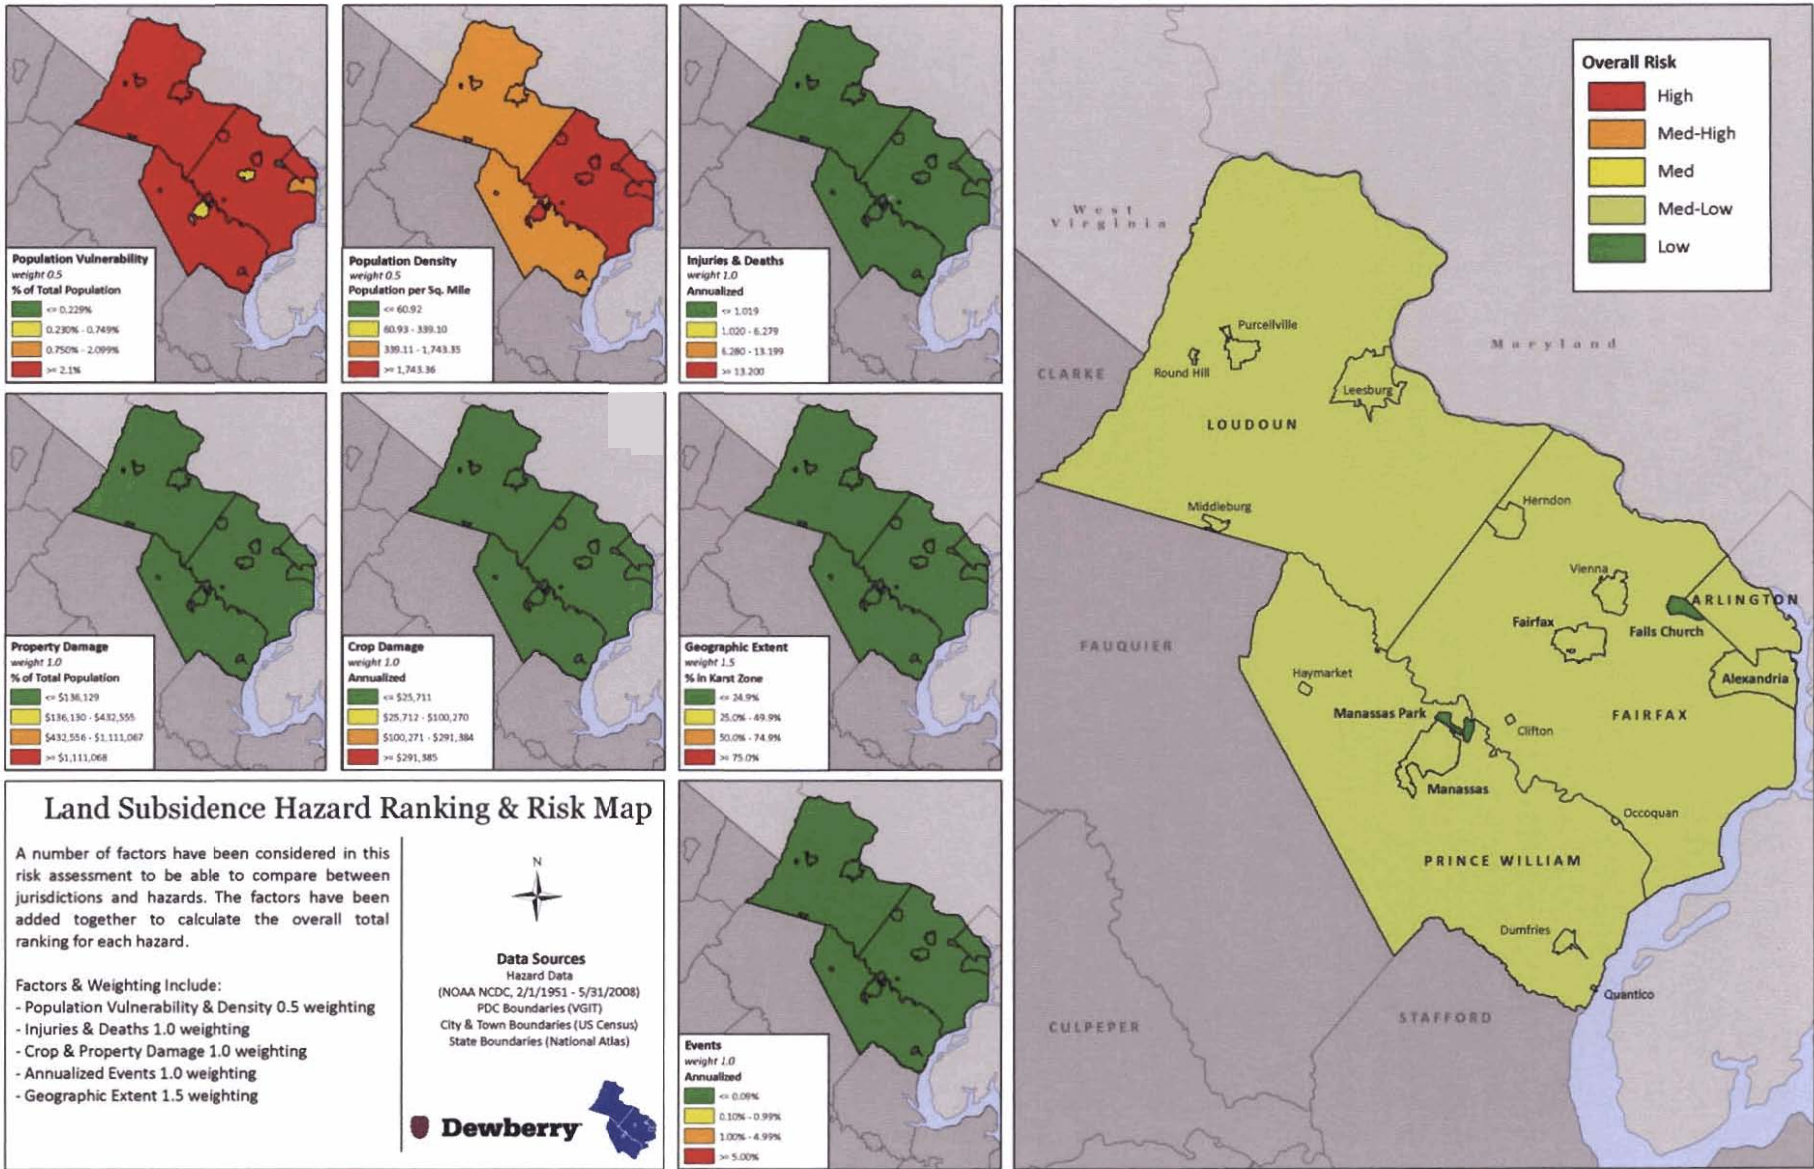 Population Vulnerability
weight 0.5
% of Total Population
<= 0.229%
0.230% - 0.749%
0.750% - 2.099%
>= 2.1%
Population Density
weight 0.5
Population per Sq. Mile
<= 60.92
60.93 - 339.10
339.11 - 1,743.35
>= 1,743.36
Injuries & Deaths
weight 1.0
Annualized
<= 1.019
1.020 - 6.279
6.280 - 13.199
>= 13.200
Property Damage
weight 1.0
% of Total Population
<= $136,129
$136,130 - $432,555
$432,556 - $1,111,067
>= $1,111,068
Crop Damage
weight 1.0
Annualized
<= $25,711
$25,712 - $100,270
$100,271 - $291,384
>= $291,385
Geographic Extent
weight 1.5
% in Karst Zone
<= 24.9%
25.0% - 49.9%
50.0% - 74.9%
>= 75.0%
Land Subsidence Hazard Ranking & Risk Map
A number of factors have been considered in this
risk assessment to be able to compare between
jurisdictions and hazards. The factors have been
added together to calculate the overall total
ranking for each hazard.
Factors & Weighting Include:
- Population Vulnerability & Density 0.5 weighting
- Injuries & Deaths 1.0 weighting
- Crop & Property Damage 1.0 weighting
- Annualized Events 1.0 weighting
- Geographic Extent 1.5 weighting
N
Data Sources
Hazard Data
(NOAA NCDC, 2/1/1951 - 5/31/2008)
PDC Boundaries (VGIT)
City & Town Boundaries (US Census)
State Boundaries (National Atlas)
Dewberry
Events
weight 1.0
Annualized
<= 0.09%
0.10% - 0.99%
1.00% - 4.99%
>= 5.00%
Overall Risk
High
Med-High
Med
Med-Low
Low
West
Virginia
Maryland
CLARKE
Purcellville
Round Hill
Leesburg
LOUDOUN
Middleburg
Herndon
Vienna
ARLINGTON
Fairfax
Falls Church
FAUQUIER
Haymarket
Alexandria
Manassas Park
FAIRFAX
Clifton
Manassas
Occoquan
PRINCE WILLIAM
Dumfries
Quantico
STAFFORD
CULPEPER